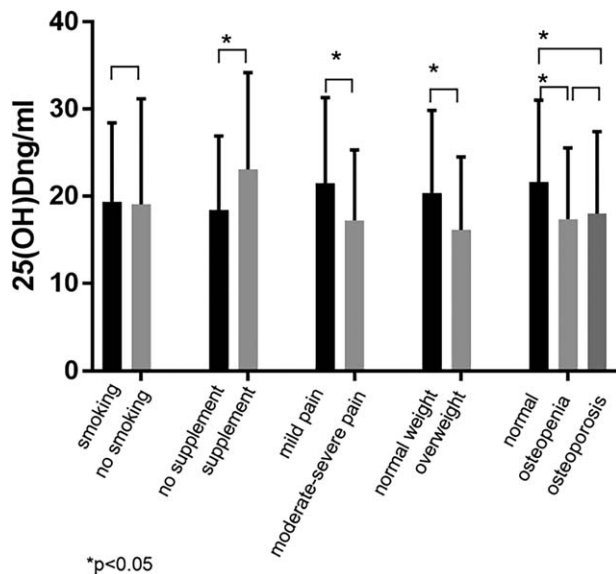 25(OH)Dng/ml
40
30
20
10
0
*
*
*
*
*
smoking
no smoking
no supplement
supplement
mild pain
moderate-severe pain
normal weight
overweight
normal
osteopenia
osteoporosis
*p<0.05